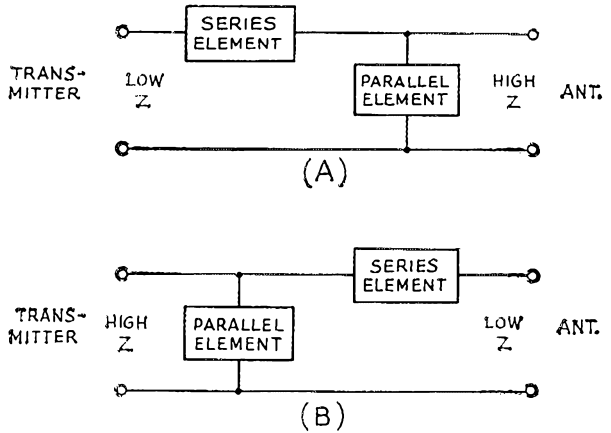 SERIES
ELEMENT
TRANS-
MITTER
LOW
Z
PARALLEL
ELEMENT
HIGH
Z
ANT.
(A)
SERIES
ELEMENT
TRANS-
MITTER
HIGH
Z
PARALLEL
ELEMENT
LOW
Z
ANT.
(B)